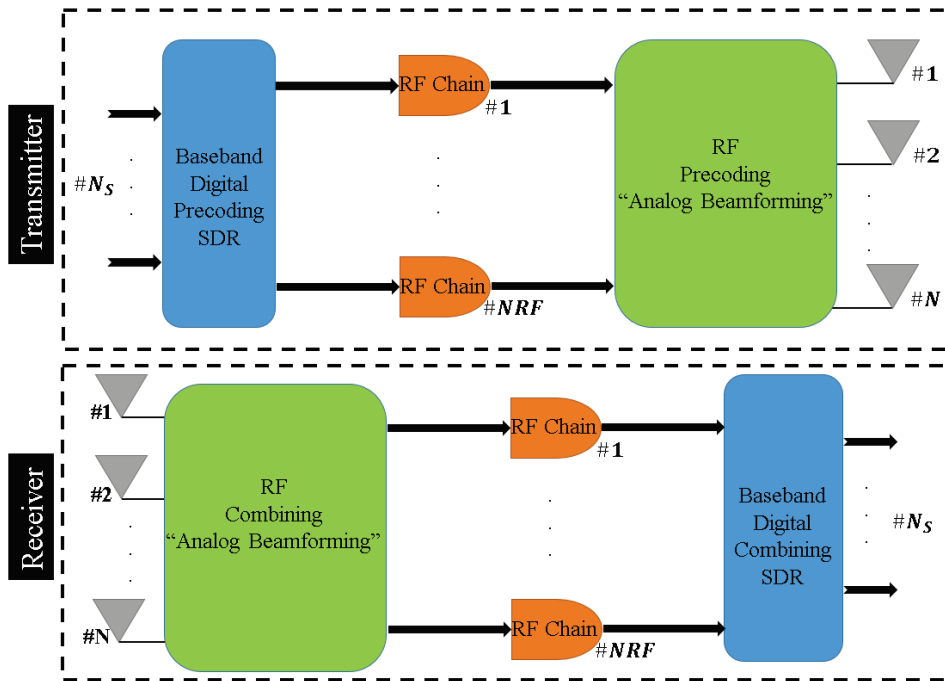 Transmitter
#N_S
Baseband
Digital
Precoding
SDR
RF Chain
#1
RF Chain
#NRF
RF
Precoding
“Analog Beamforming”
#1
#2
#N
Receiver
#1
#2
#N
RF
Combining
“Analog Beamforming”
RF Chain
#1
RF Chain
#NRF
Baseband
Digital
Combining
SDR
#N_S